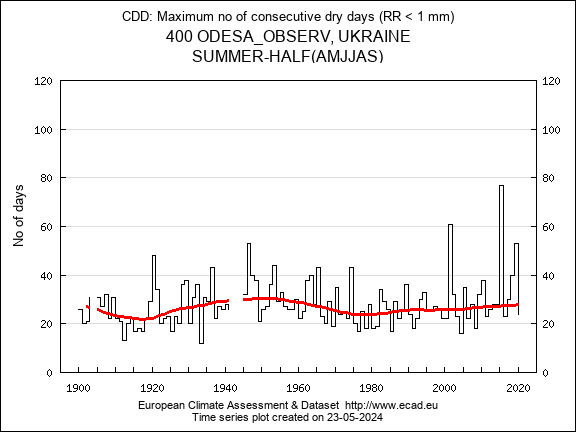 CDD: Maximum no of consecutive dry days (RR < 1 mm)
400 ODESA_OBSERV, UKRAINE
SUMMER-HALF(AMJJAS)
120 120
100 100
80 80
60 60
40 40
20 20
0 0
No of days
1900 1920 1940 1960 1980 2000 2020
European Climate Assessment & Dataset http://www.ecad.eu
Time series plot created on 23-05-2024